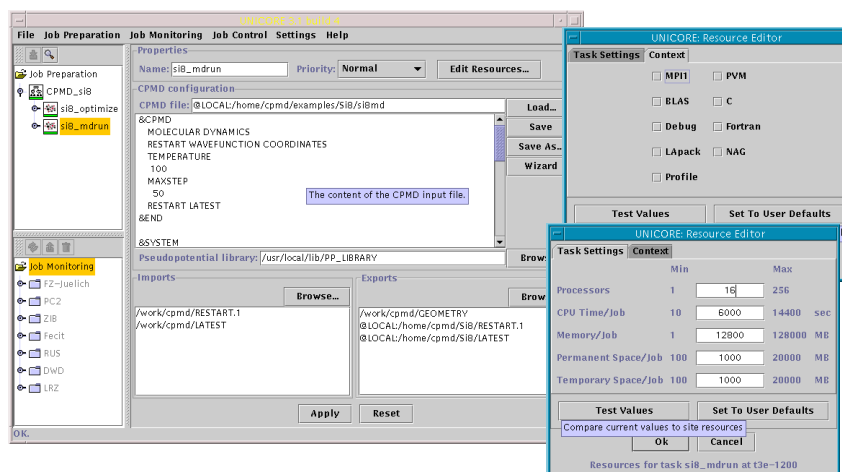 UNICORE 4.1 build 4
File Job Preparation Job Monitoring Job Control Settings Help
Job Preparation
CPMD_si8
si8_optimize
si8_mdrun
Job Monitoring
FZ-Juelich
PC2
ZIB
Fecit
RUS
DWD
LRZ
Properties
Name: si8_mdrun Priority: Normal Edit Resources...
CPMD configuration
CPMD file: @LOCAL:/home/cpmd/examples/Si8/si8md Load...
Save
Save As..
Wizard
&CPMD
MOLECULAR DYNAMICS
RESTART WAVEFUNCTION COORDINATES
TEMPERATURE
100
MAXSTEP
50
RESTART LATEST
&END
&SYSTEM
The content of the CPMD input file.
Pseudopotential library: /usr/local/lib/PP_LIBRARY Brow
Imports
Browse...
/work/cpmd/RESTART.1
/work/cpmd/LATEST
Exports
Brow
/work/cpmd/GEOMETRY
@LOCAL:/home/cpmd/Si8/RESTART.1
@LOCAL:/home/cpmd/Si8/LATEST
Apply Reset
OK.
UNICORE: Resource Editor
Task Settings Context
MPI1 PVM
BLAS C
Debug Fortran
LApack NAG
Profile
Test Values Set To User Defaults
UNICORE: Resource Editor
Task Settings Context
Min Max
Processors 1 16 256
CPU Time/Job 10 6000 14400 sec
Memory/Job 1 12800 128000 MB
Permanent Space/Job 100 1000 20000 MB
Temporary Space/Job 100 1000 20000 MB
Test Values Set To User Defaults
Compare current values to site resources
Ok Cancel
Resources for task si8_mdrun at t3e-1200